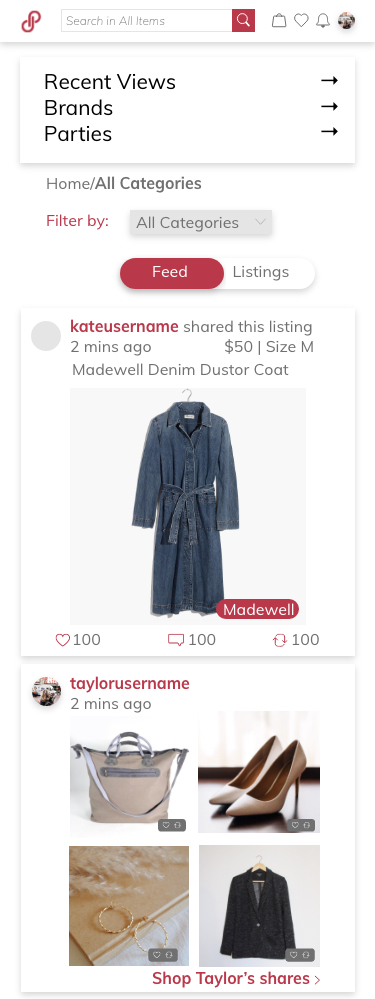 Search in All Items
Recent Views
Brands
Parties
Home/All Categories
Filter by: All Categories
Feed Listings
kateusername shared this listing
2 mins ago $50 | Size M
Madewell Denim Dustor Coat
Madewell
100 100 100
taylorusername
2 mins ago
Shop Taylor’s shares